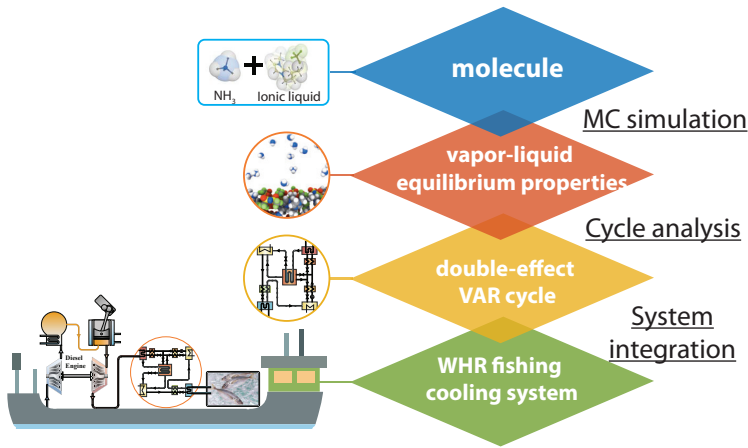 molecule
NH3
Ionic liquid
MC simulation
vapor-liquid
equilibrium properties
Cycle analysis
double-effect
VAR cycle
System
integration
Diesel
Engine
WHR fishing
cooling system